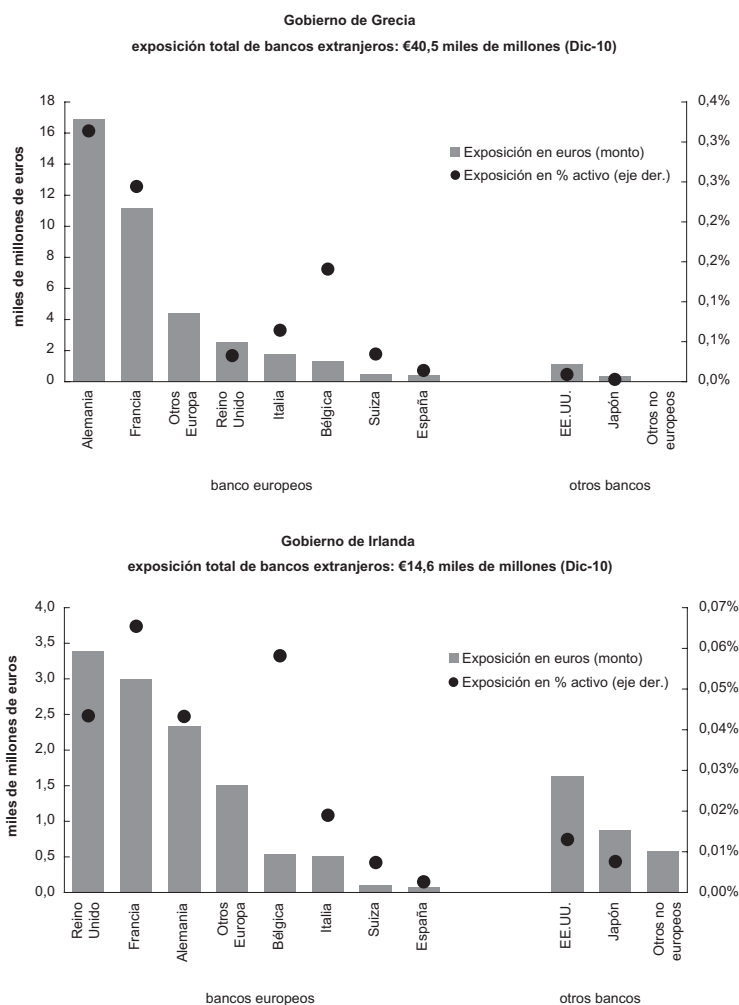 Gobierno de Grecia
exposición total de bancos extranjeros: €40,5 miles de millones (Dic-10)
miles de millones de euros
18
16
14
12
10
8
6
4
2
0
0,4%
0,3%
0,3%
0,2%
0,2%
0,1%
0,1%
0,0%
Exposición en euros (monto)
Exposición en % activo (eje der.)
Alemania
Francia
Otros
Europa
Reino
Unido
Italia
Bélgica
Suiza
España
EE.UU.
Japón
Otros no
europeos
banco europeos
otros bancos
Gobierno de Irlanda
exposición total de bancos extranjeros: €14,6 miles de millones (Dic-10)
miles de millones de euros
4,0
3,5
3,0
2,5
2,0
1,5
1,0
0,5
0,0
0,07%
0,06%
0,05%
0,04%
0,03%
0,02%
0,01%
0,00%
Exposición en euros (monto)
Exposición en % activo (eje der.)
Reino
Unido
Francia
Alemania
Otros
Europa
Bélgica
Italia
Suiza
España
EE.UU.
Japón
Otros no
europeos
bancos europeos
otros bancos